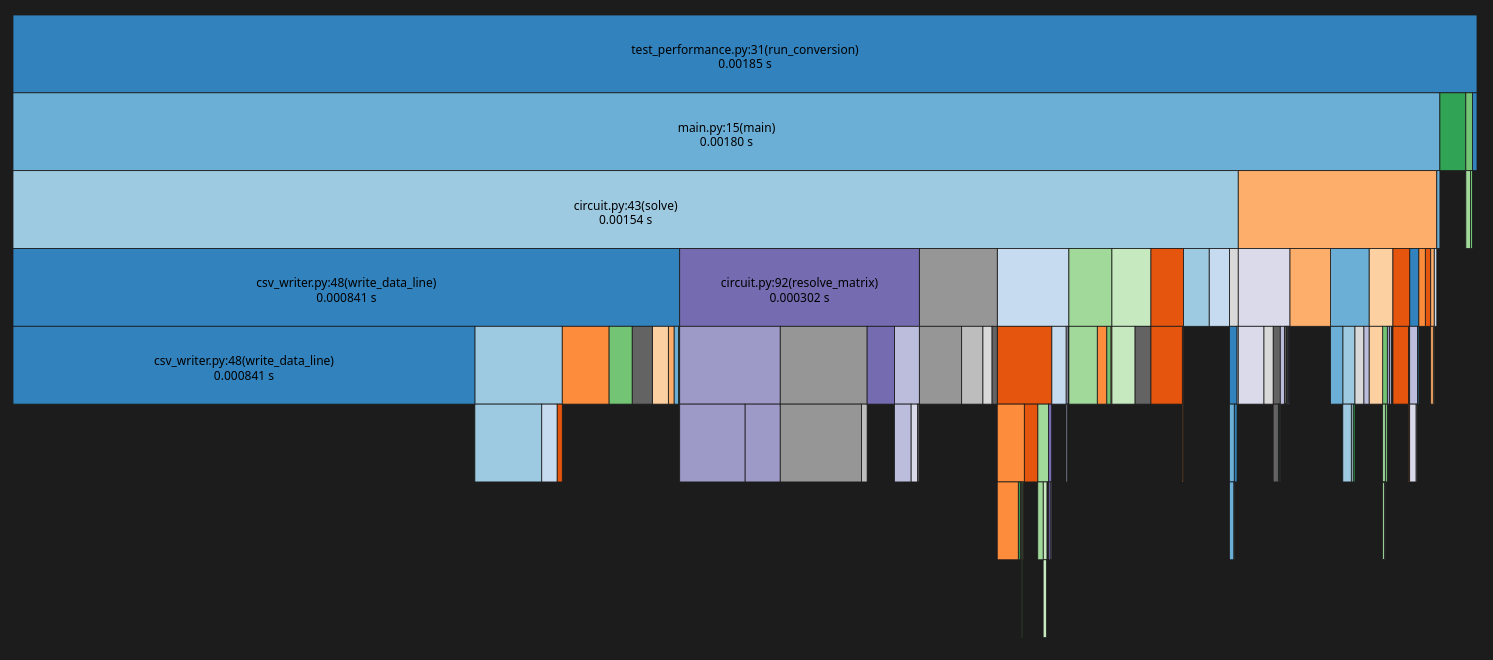 test_performance.py:31(run_conversion)
0.00185 s
main.py:15(main)
0.00180 s
circuit.py:43(solve)
0.00154 s
csv_writer.py:48(write_data_line)
0.000841 s
circuit.py:92(resolve_matrix)
0.000302 s
csv_writer.py:48(write_data_line)
0.000841 s